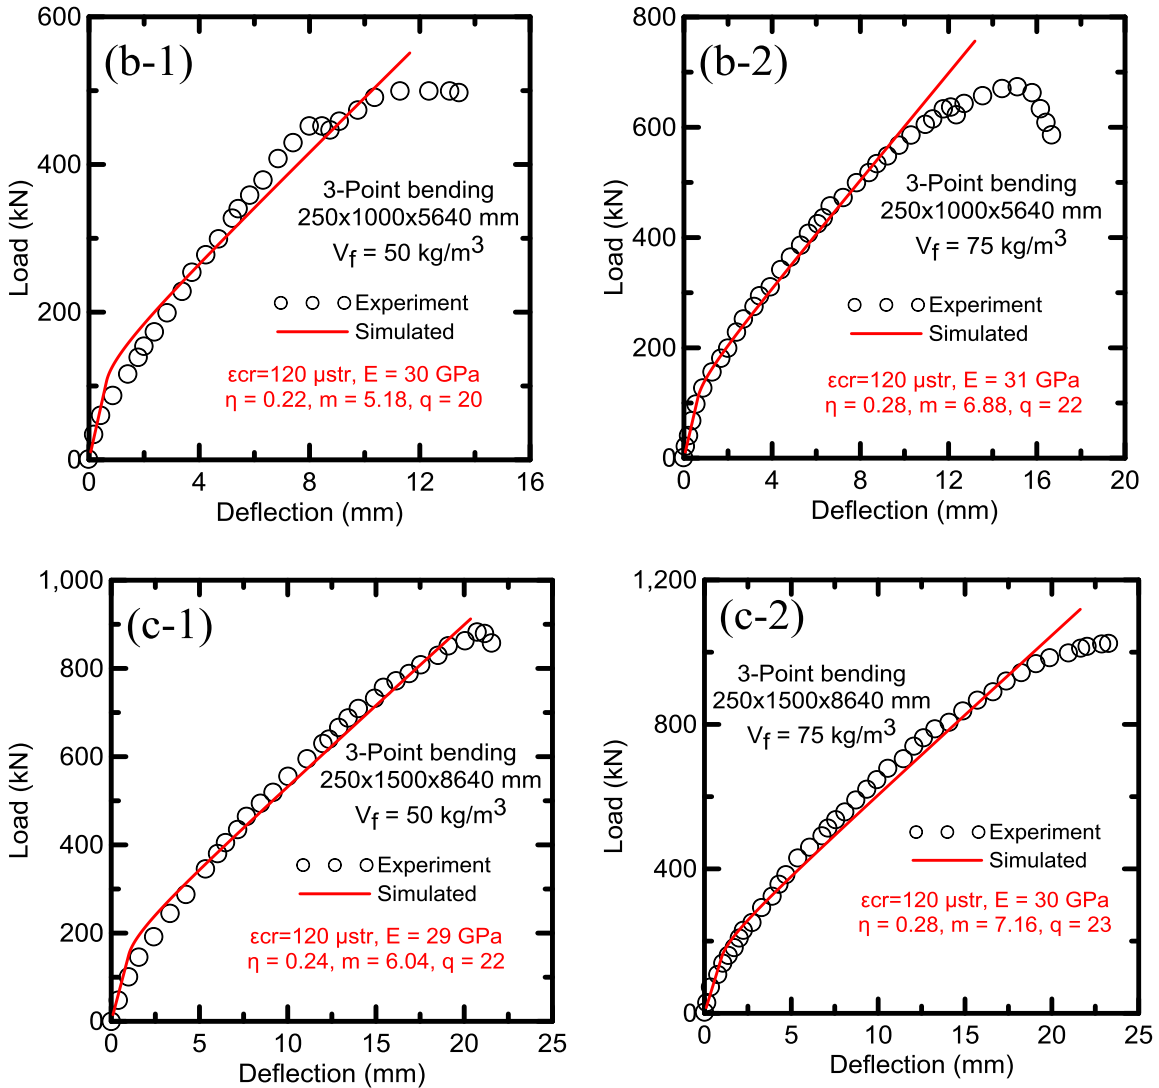 (b-1)
600
400
200
0
Load (kN)
3-Point bending
250x1000x5640 mm
V_f = 50 kg/m³
Experiment
Simulated
εcr=120 μstr, E = 30 GPa
η = 0.22, m = 5.18, q = 20
0 4 8 12 16
Deflection (mm)
(b-2)
800
600
400
200
0
Load (kN)
3-Point bending
250x1000x5640 mm
V_f = 75 kg/m³
Experiment
Simulated
εcr=120 μstr, E = 31 GPa
η = 0.28, m = 6.88, q = 22
0 4 8 12 16 20
Deflection (mm)
(c-1)
1,000
800
600
400
200
0
Load (kN)
3-Point bending
250x1500x8640 mm
V_f = 50 kg/m³
Experiment
Simulated
εcr=120 μstr, E = 29 GPa
η = 0.24, m = 6.04, q = 22
0 5 10 15 20 25
Deflection (mm)
(c-2)
1,200
800
400
0
Load (kN)
3-Point bending
250x1500x8640 mm
V_f = 75 kg/m³
Experiment
Simulated
εcr=120 μstr, E = 30 GPa
η = 0.28, m = 7.16, q = 23
0 5 10 15 20 25
Deflection (mm)